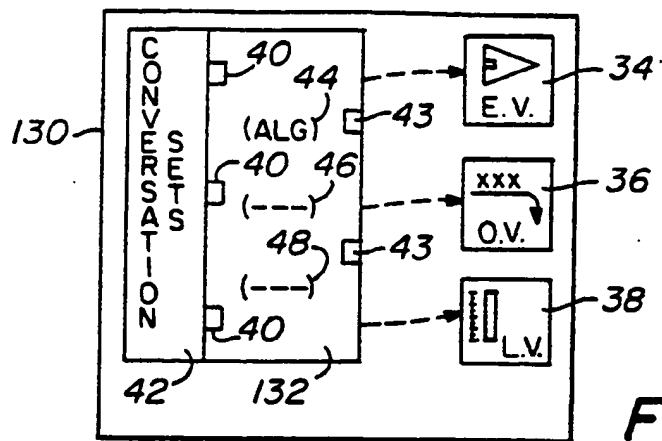 CONVERSATION
SETS
40
44
(ALG)
43
E.V.
34
130
40
(---)
46
xxx
O.V.
36
43
(---)
48
40
L.V.
38
42
132
F